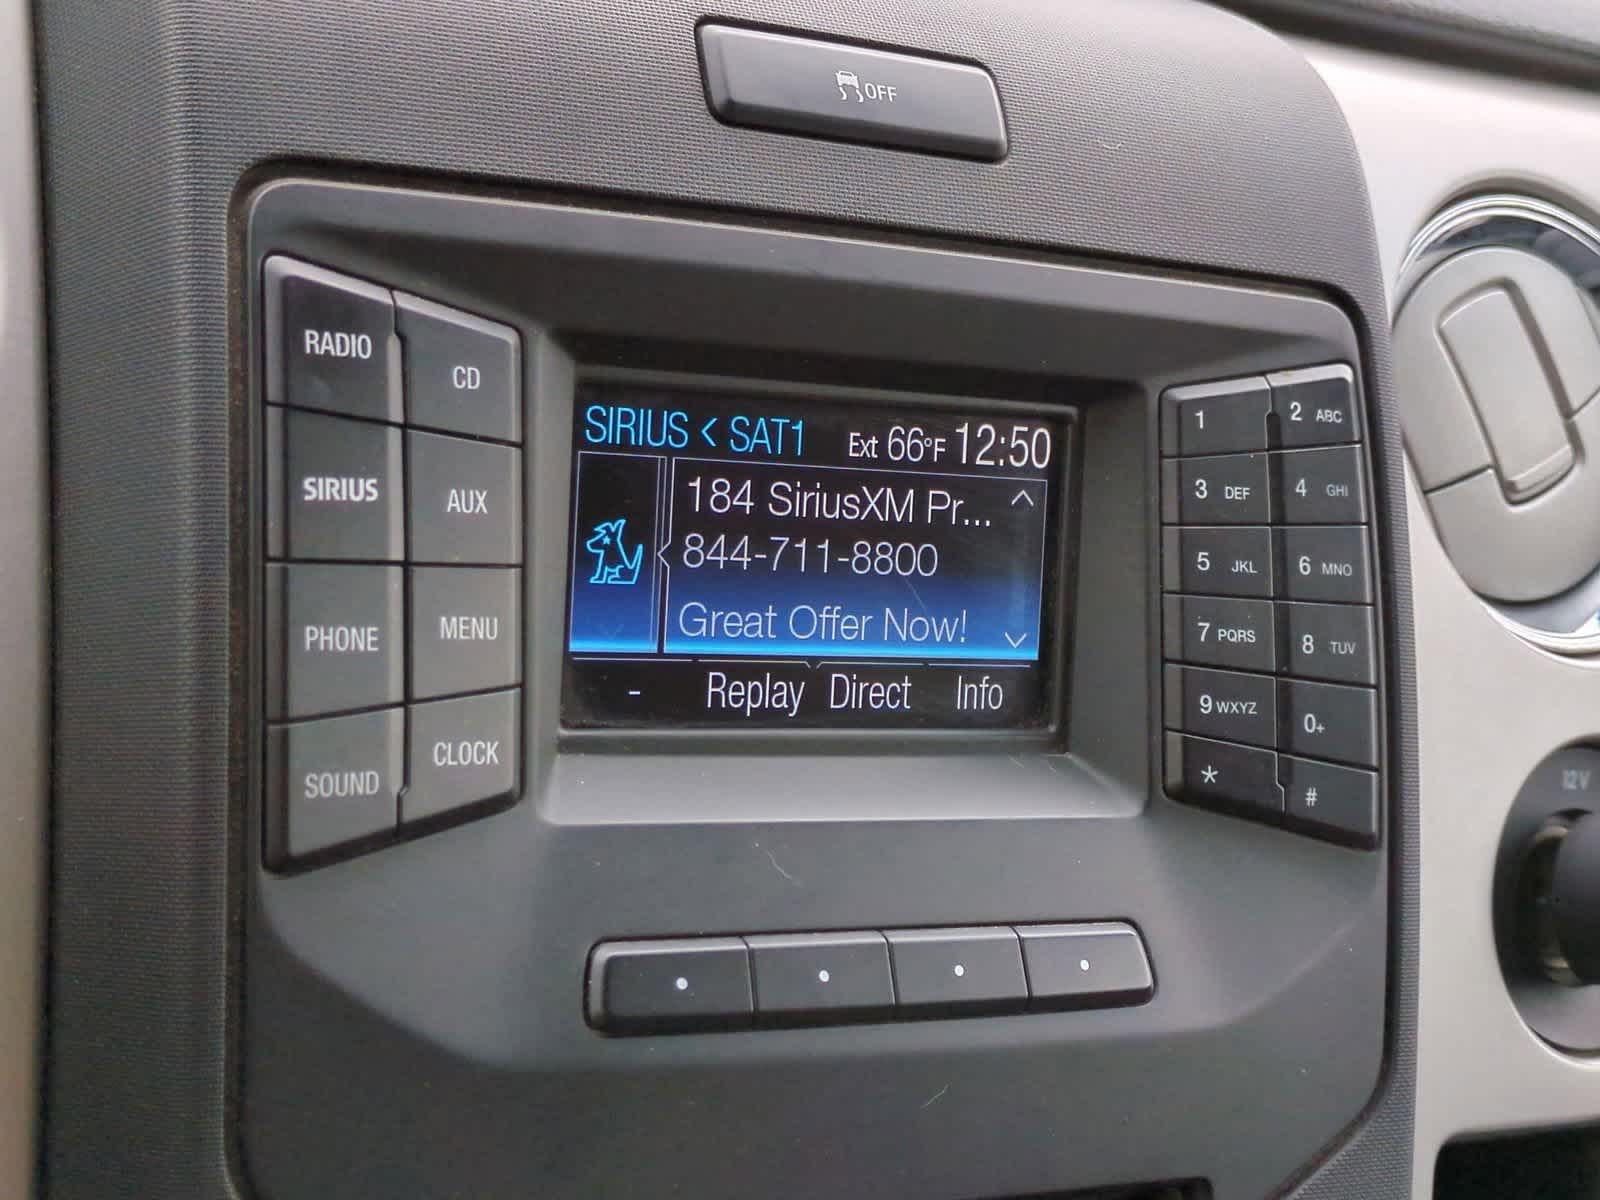 OFF
RADIO
CD
SIRIUS
AUX
PHONE
MENU
SOUND
CLOCK
SIRIUS < SAT1 Ext 66°F 12:50
184 SiriusXM Pr...
844-711-8800
Great Offer Now!
- Replay Direct Info
1 2 ABC
3 DEF 4 GHI
5 JKL 6 MNO
7 PQRS 8 TUV
9 WXYZ 0+
* #
12V